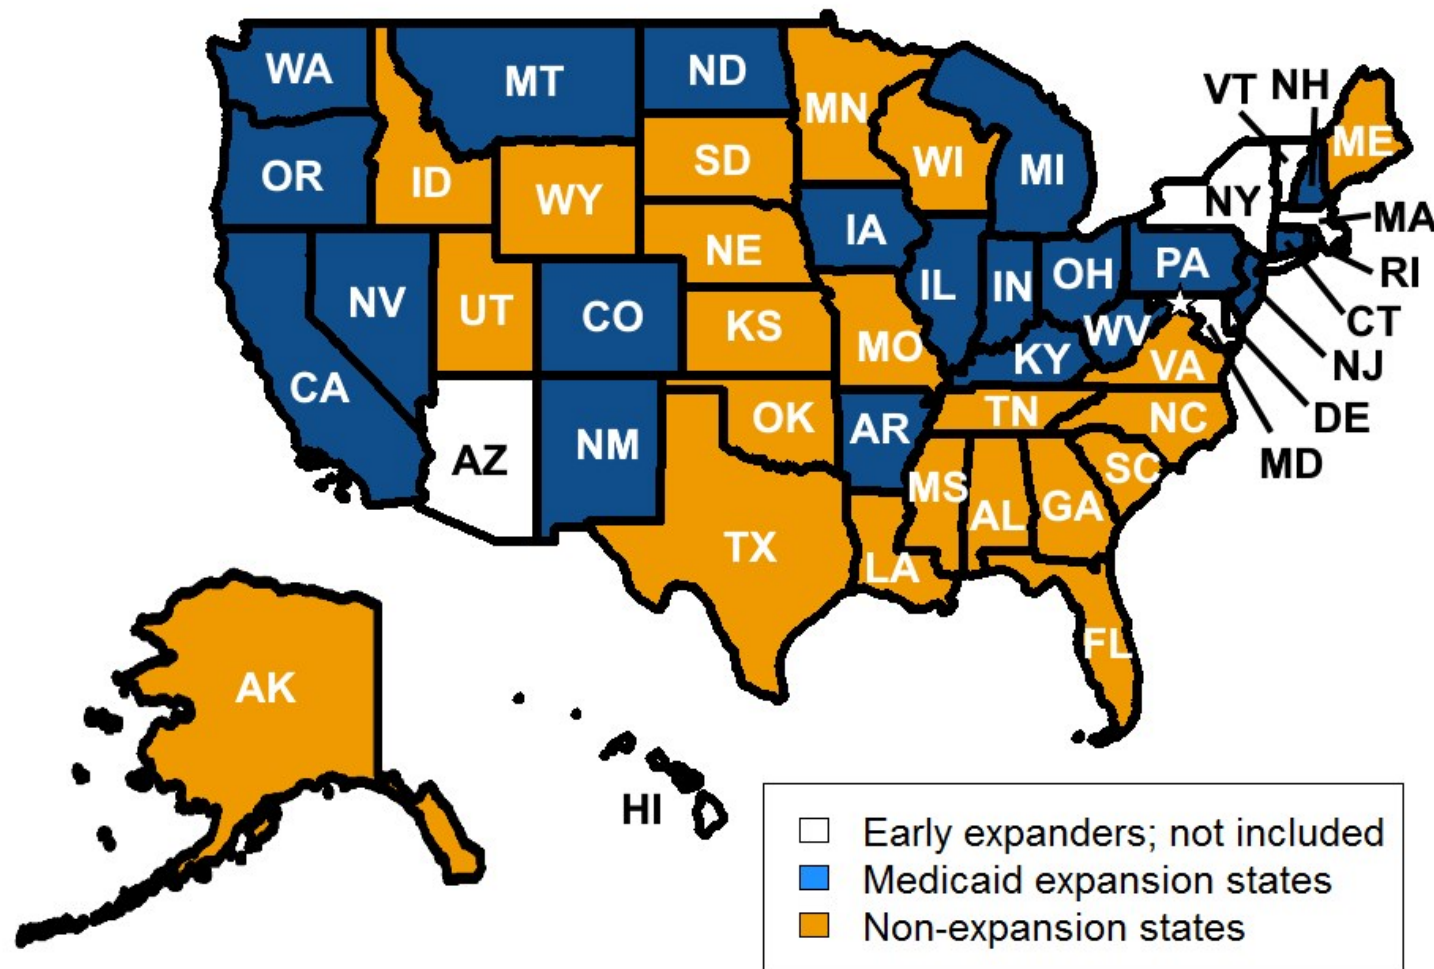 VT NH
WA
MT
ND
MN
ME
OR
ID
SD
WI
MI
WY
NY
MA
IA
NE
PA
RI
NV
UT
CO
IL
IN
OH
CT
KS
MO
WV
KY
VA
NJ
CA
OK
TN
NC
DE
AZ
NM
AR
MD
SC
MS
AL
GA
TX
LA
FL
AK
HI
Early expanders; not included
Medicaid expansion states
Non-expansion states